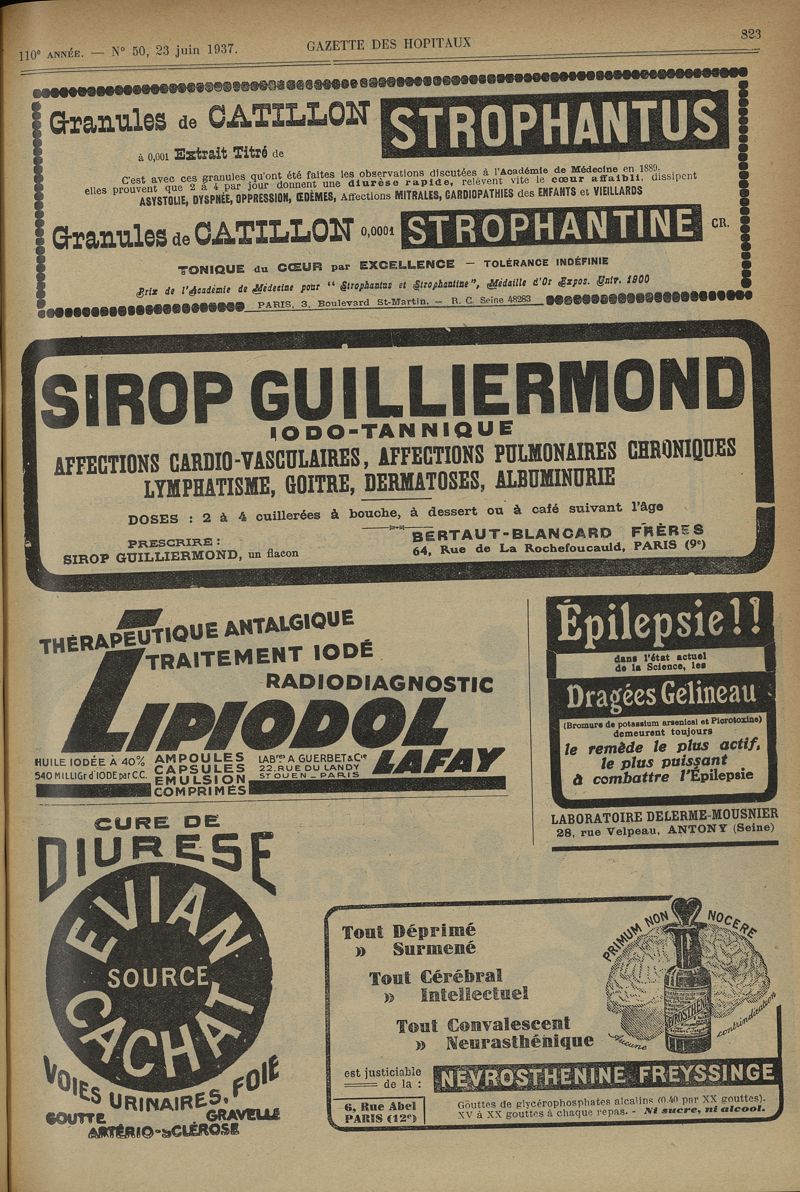 110e ANNÉE. — N° 50, 23 juin 1937.
GAZETTE DES HOPITAUX
823
Granules de CATILLON STROPHANTUS
à 0,001 Extrait Titré de
C'est avec ces granules qu'ont été faites les observations discutées à l'Académie de Médecine en 1889,
elles prouvent que 2 à 4 par jour donnent une diurèse rapide, relèvent vite le cœur affaibli, dissipent
ASYSTOLIE, DYSPNÉE, OPPRESSION, ŒDÈMES, Affections MITRALES, CARDIOPATHIES des ENFANTS et VIEILLARDS
Granules de CATILLON 0,0001 STROPHANTINE CR.
TONIQUE du CŒUR par EXCELLENCE — TOLÉRANCE INDÉFINIE
Prix de l'Académie de Médecine pour "Strophantus et Strophantine", Médaille d'Or Expos. Univ. 1900
PARIS, 3, Boulevard St-Martin. — R. C. Seine 48283
SIROP GUILLIERMOND
IODO-TANNIQUE
AFFECTIONS CARDIO-VASCULAIRES, AFFECTIONS PULMONAIRES CHRONIQUES
LYMPHATISME, GOITRE, DERMATOSES, ALBUMINURIE
DOSES : 2 à 4 cuillerées à bouche, à dessert ou à café suivant l'âge
PRESCRIRE :
SIROP GUILLIERMOND, un flacon
BERTAUT-BLANCARD FRÈRES
64, Rue de La Rochefoucauld, PARIS (9e)
THÉRAPEUTIQUE ANTALGIQUE
TRAITEMENT IODÉ
RADIODIAGNOSTIC
LIPIODOL
LAFAY
HUILE IODÉE À 40%
540 MILLIGr d'IODE par C.C.
AMPOULES
CAPSULES
EMULSION
COMPRIMÉS
LABres A GUERBET & Cie
22. RUE DU LANDY
ST OUEN - PARIS
Épilepsie!!
dans l'état actuel
de la Science, les
Dragées Gelineau
(Bromure de potassium arsenical et Picrotoxine)
demeurent toujours
le remède le plus actif,
le plus puissant
à combattre l'Épilepsie
LABORATOIRE DELERME-MOUSNIER
28, rue Velpeau, ANTONY (Seine)
CURE DE
DIURESE
EVIAN
SOURCE
CACHAT
VOIES URINAIRES, FOIE
GOUTTE GRAVELLE
ARTÉRIO-SCLÉROSE
Tout Déprimé
» Surmené
Tout Cérébral
» Intellectuel
Tout Convalescent
» Neurasthénique
PRIMUM NON NOCERE
Aucune contrindication
est justiciable
de la :
NÉVROSTHÉNINE FREYSSINGE
6, Rue Abel
PARIS (12e)
Gouttes de glycérophosphates alcalins (0.40 par XX gouttes).
XV à XX gouttes à chaque repas. - Ni sucre, ni alcool.